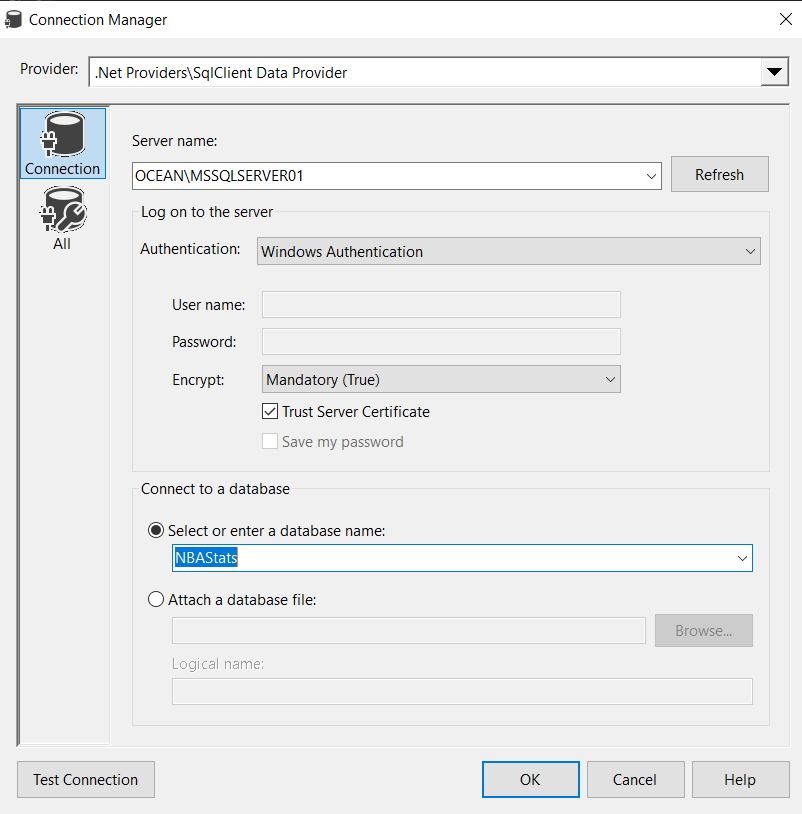 Connection Manager
Provider: .Net Providers\SqlClient Data Provider
Connection
All
Server name:
OCEAN\MSSQLSERVER01
Refresh
Log on to the server
Authentication: Windows Authentication
User name:
Password:
Encrypt: Mandatory (True)
Trust Server Certificate
Save my password
Connect to a database
Select or enter a database name:
NBAStats
Attach a database file:
Browse...
Logical name:
Test Connection
OK
Cancel
Help